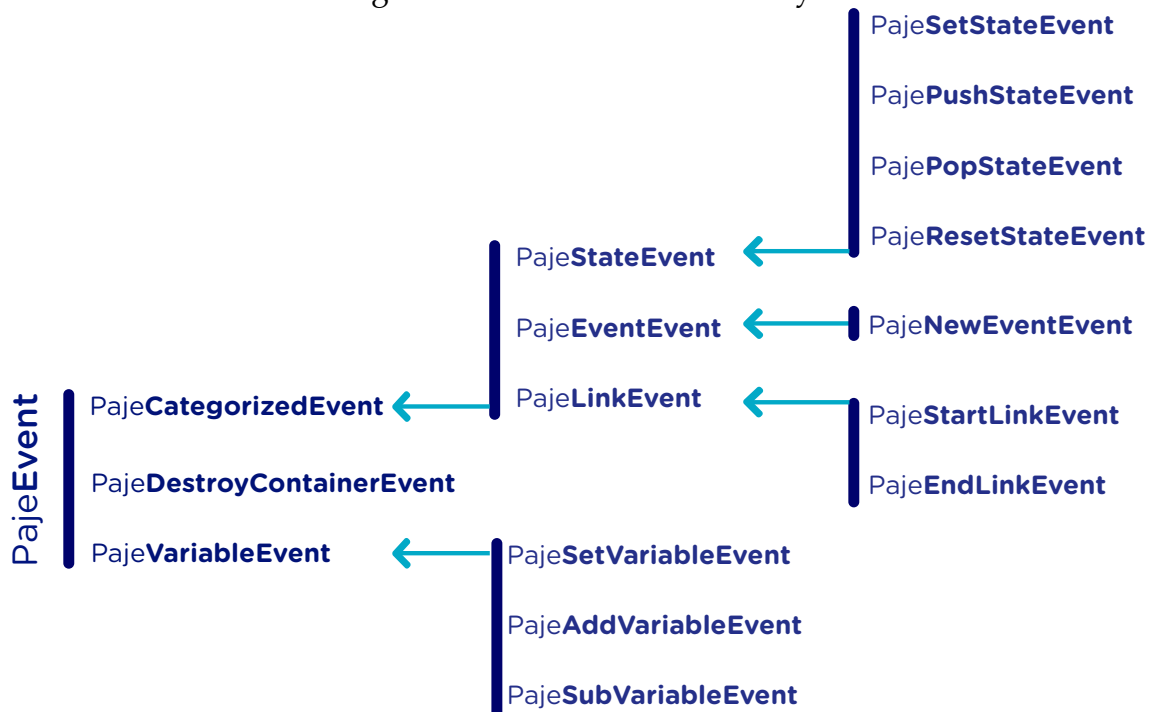 PajeEvent
PajeCategorizedEvent
PajeDestroyContainerEvent
PajeVariableEvent
PajeStateEvent
PajeEventEvent
PajeLinkEvent
PajeSetStateEvent
PajePushStateEvent
PajePopStateEvent
PajeResetStateEvent
PajeNewEventEvent
PajeStartLinkEvent
PajeEndLinkEvent
PajeSetVariableEvent
PajeAddVariableEvent
PajeSubVariableEvent